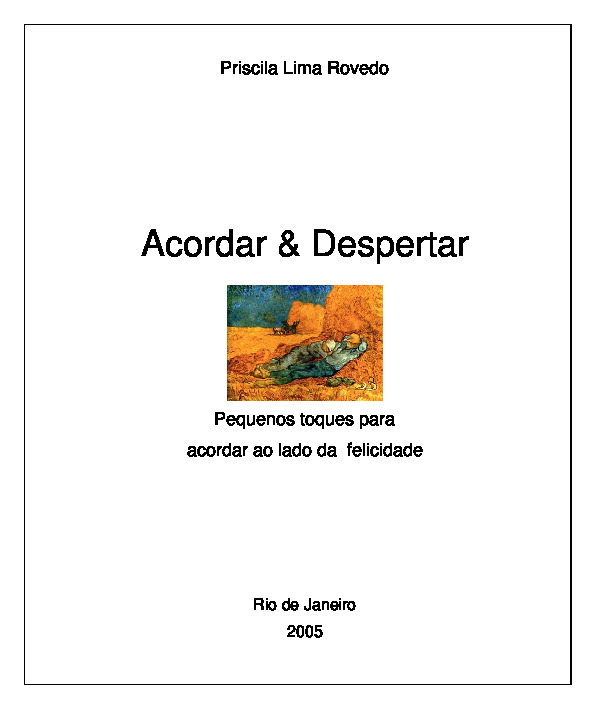 Priscila Lima Rovedo
Acordar & Despertar
Pequenos toques para
acordar ao lado da felicidade
Rio de Janeiro
2005